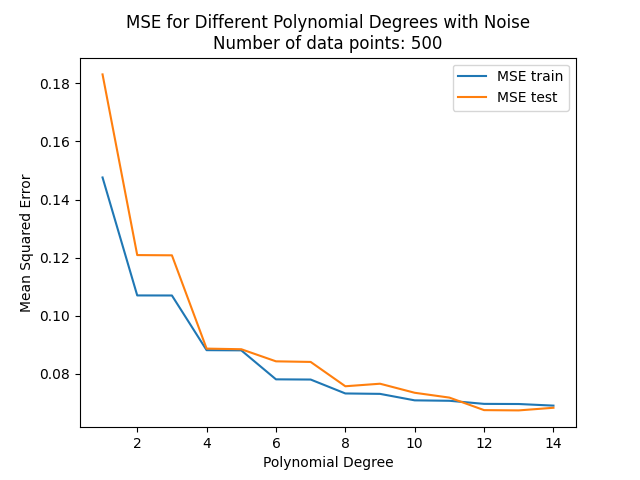 MSE for Different Polynomial Degrees with Noise
Number of data points: 500
MSE train
MSE test
0.18
0.16
0.14
0.12
0.10
0.08
Mean Squared Error
2 4 6 8 10 12 14
Polynomial Degree